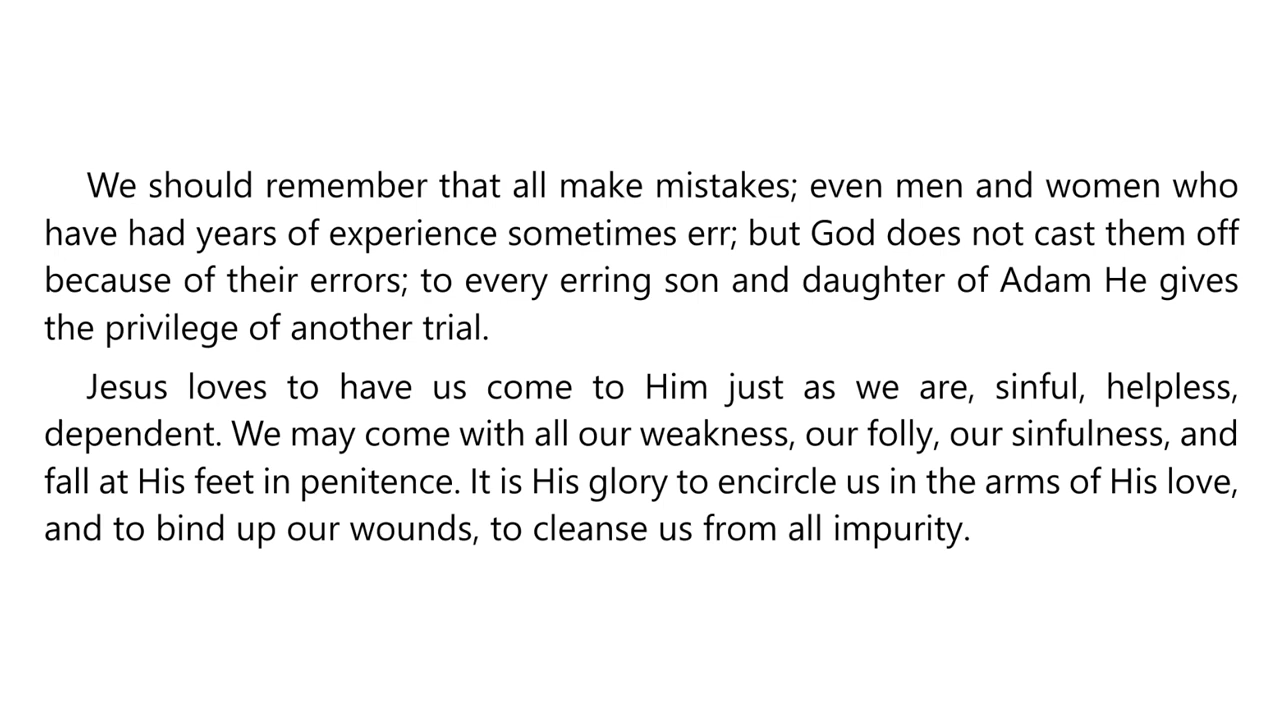 We should remember that all make mistakes; even men and women who
have had years of experience sometimes err; but God does not cast them off
because of their errors; to every erring son and daughter of Adam He gives
the privilege of another trial.
Jesus loves to have us come to Him just as we are, sinful, helpless,
dependent. We may come with all our weakness, our folly, our sinfulness, and
fall at His feet in penitence. It is His glory to encircle us in the arms of His love,
and to bind up our wounds, to cleanse us from all impurity.